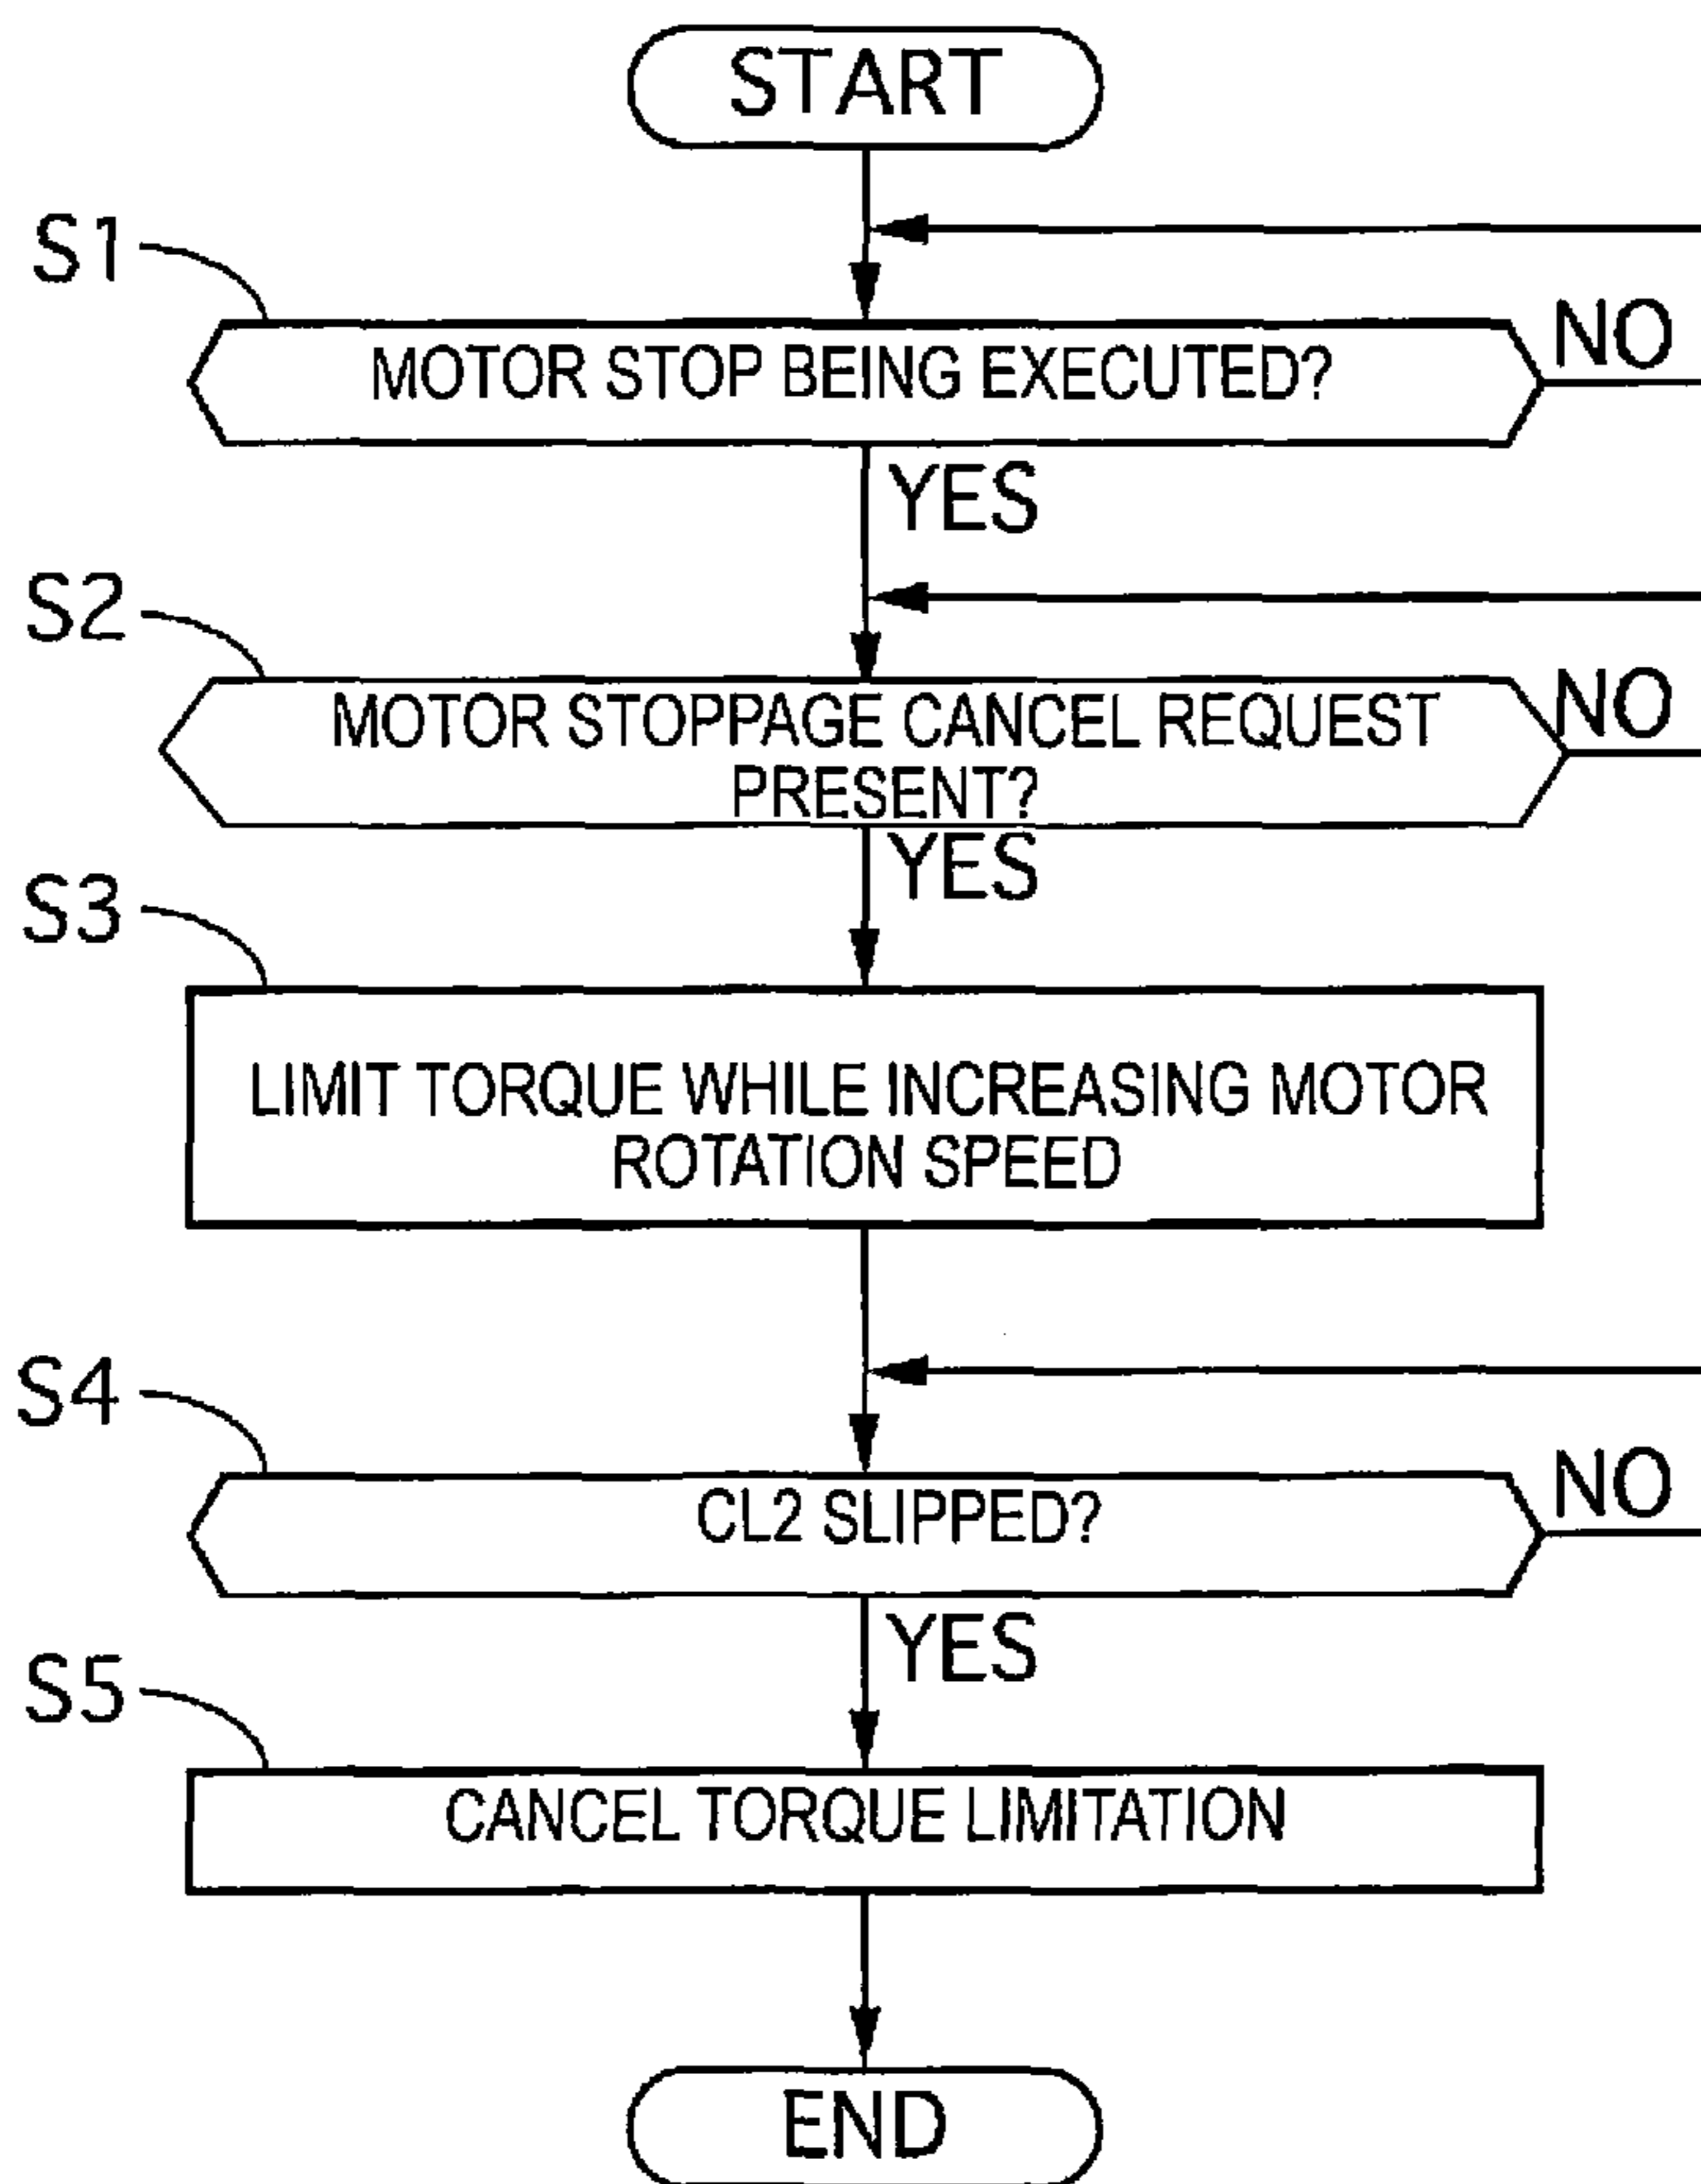 START
S1
MOTOR STOP BEING EXECUTED?
NO
YES
S2
MOTOR STOPPAGE CANCEL REQUEST
PRESENT?
NO
YES
S3
LIMIT TORQUE WHILE INCREASING MOTOR
ROTATION SPEED
S4
CL2 SLIPPED?
NO
YES
S5
CANCEL TORQUE LIMITATION
END